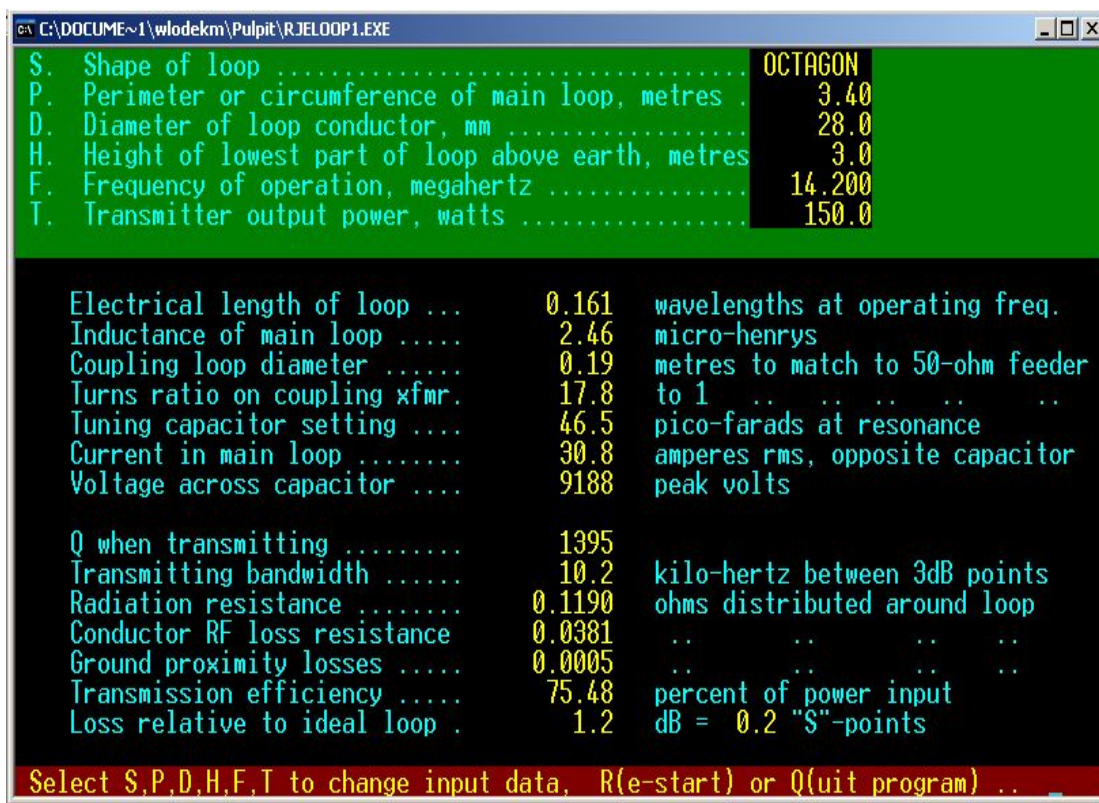 C:\DOCUME~1\wlodekm\Pulpit\RJELOOP1.EXE
S. Shape of loop .................................... OCTAGON
P. Perimeter or circumference of main loop, metres . 3.40
D. Diameter of loop conductor, mm ................... 28.0
H. Height of lowest part of loop above earth, metres 3.0
F. Frequency of operation, megahertz ................ 14.200
T. Transmitter output power, watts .................. 150.0
Electrical length of loop ... 0.161 wavelengths at operating freq.
Inductance of main loop ..... 2.46 micro-henrys
Coupling loop diameter ...... 0.19 metres to match to 50-ohm feeder
Turns ratio on coupling xfmr. 17.8 to 1 .. .. .. .. ..
Tuning capacitor setting .... 46.5 pico-farads at resonance
Current in main loop ........ 30.8 amperes rms, opposite capacitor
Voltage across capacitor .... 9188 peak volts
Q when transmitting ......... 1395
Transmitting bandwidth ...... 10.2 kilo-hertz between 3dB points
Radiation resistance ........ 0.1190 ohms distributed around loop
Conductor RF loss resistance 0.0381 .. .. .. ..
Ground proximity losses ..... 0.0005 .. .. .. ..
Transmission efficiency ..... 75.48 percent of power input
Loss relative to ideal loop . 1.2 dB = 0.2 "S"-points
Select S,P,D,H,F,T to change input data, R(e-start) or Q(uit program) .. _